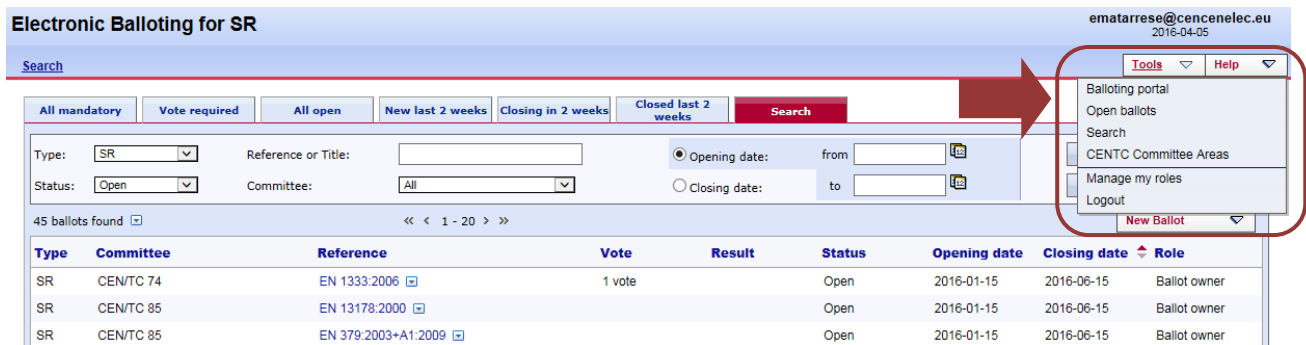 Electronic Balloting for SR
ematarrese@cencenelec.eu
2016-04-05
Search
Tools Help
Balloting portal
Open ballots
Search
CENTC Committee Areas
Manage my roles
Logout
All mandatory Vote required All open New last 2 weeks Closing in 2 weeks Closed last 2 weeks Search
Type: SR Reference or Title: Opening date: from
Status: Open Committee: All Closing date: to
45 ballots found « < 1 - 20 > » New Ballot
Type Committee Reference Vote Result Status Opening date Closing date Role
SR CEN/TC 74 EN 1333:2006 1 vote Open 2016-01-15 2016-06-15 Ballot owner
SR CEN/TC 85 EN 13178:2000 Open 2016-01-15 2016-06-15 Ballot owner
SR CEN/TC 85 EN 379:2003+A1:2009 Open 2016-01-15 2016-06-15 Ballot owner